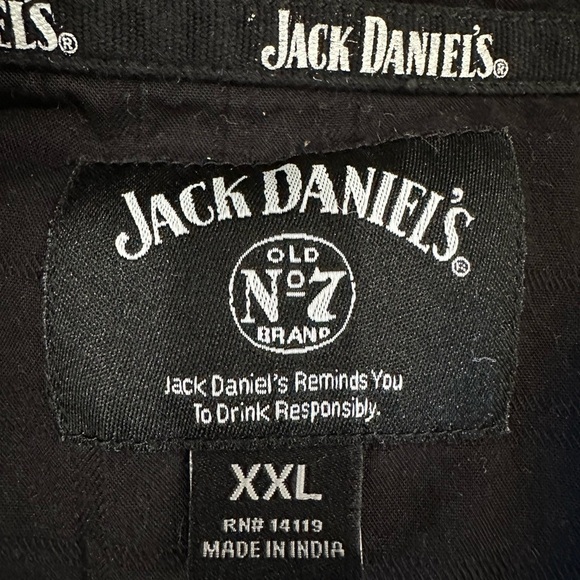 EL'S®
JACK DANIEL'S®
JACK DANIEL'S®
OLD
No7
BRAND
Jack Daniel's Reminds You
To Drink Responsibly.
XXL
RN# 14119
MADE IN INDIA